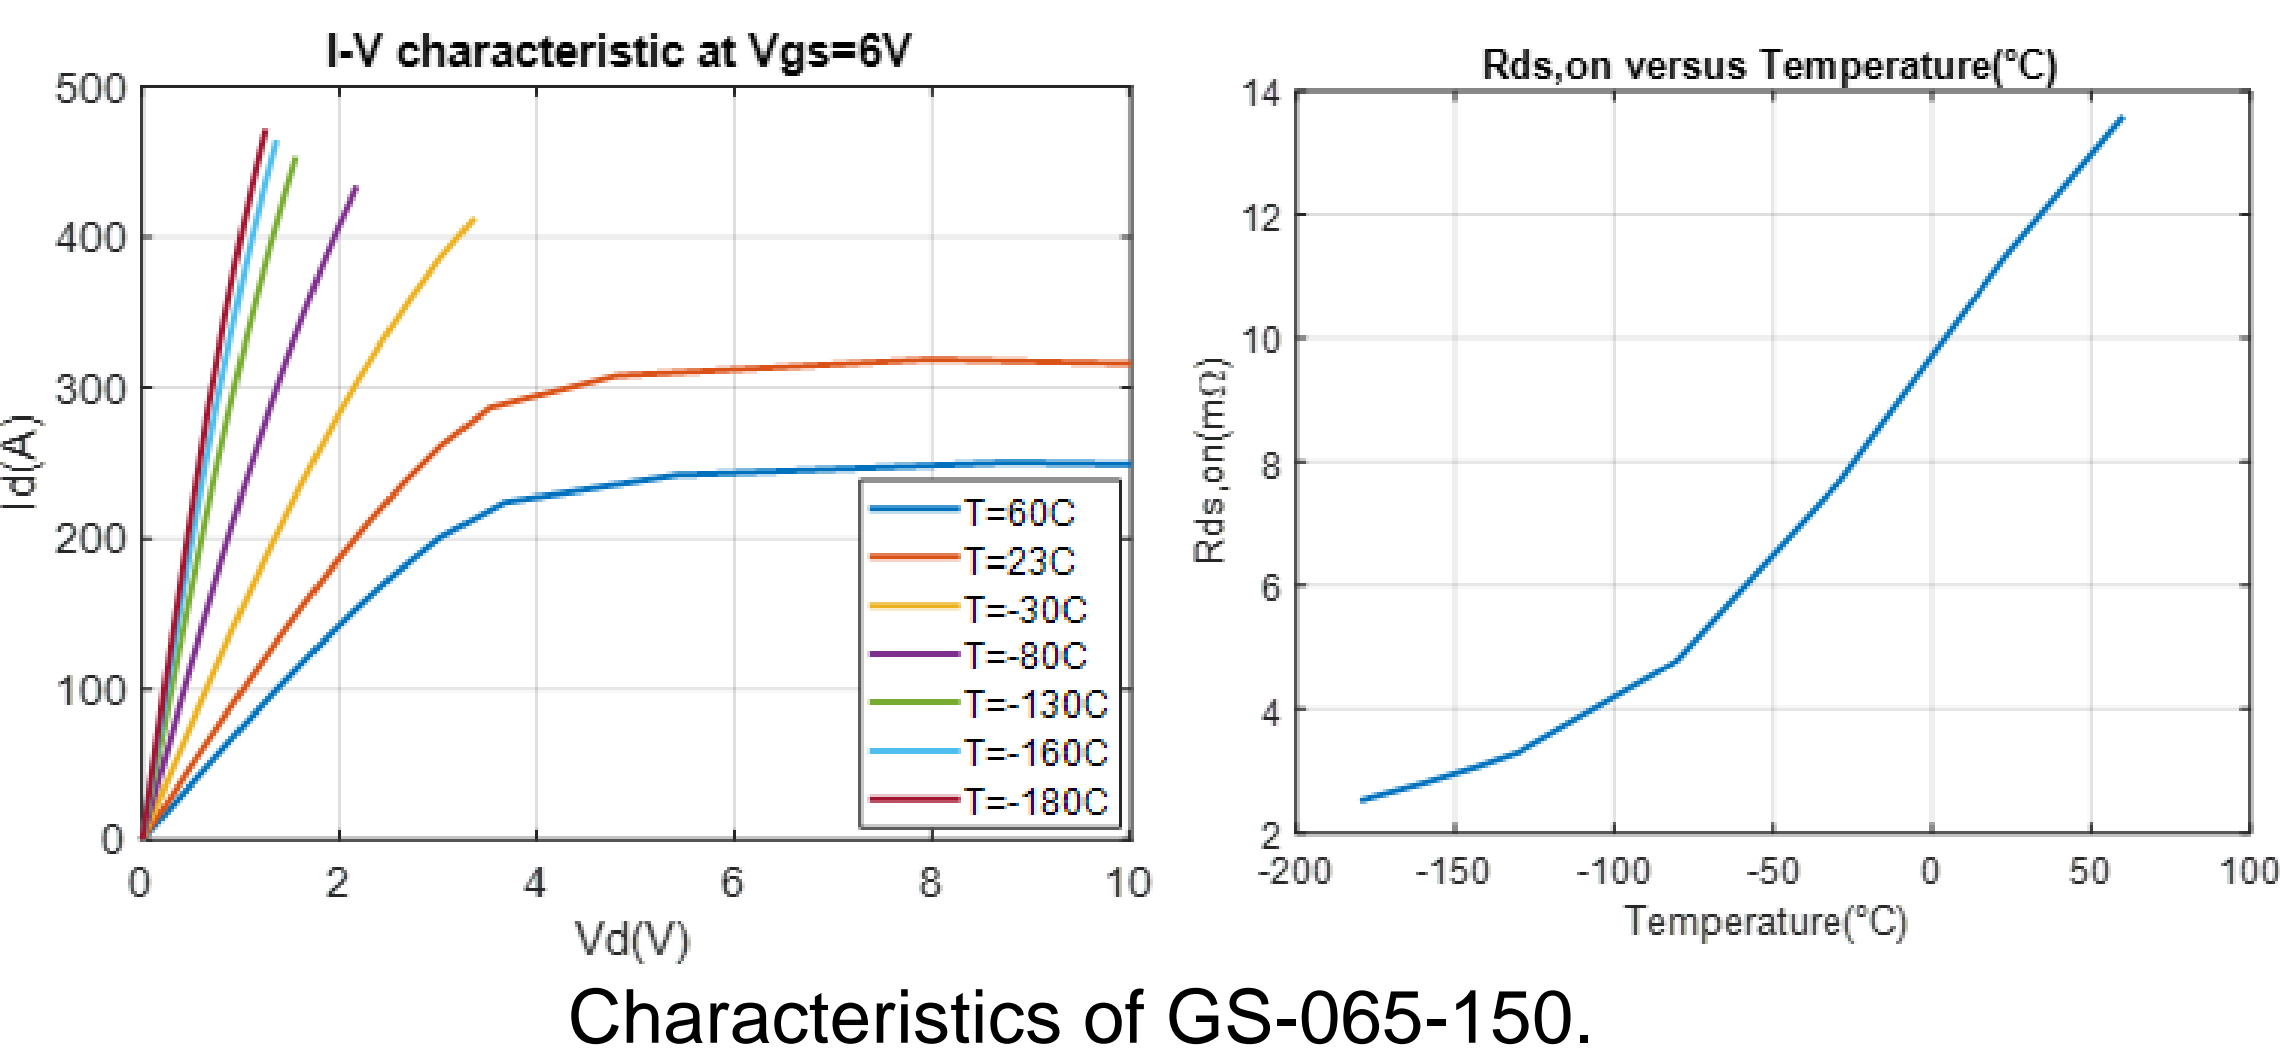 I-V characteristic at Vgs=6V
500
400
300
200
100
0
Id(A)
0 2 4 6 8 10
Vd(V)
T=60C
T=23C
T=-30C
T=-80C
T=-130C
T=-160C
T=-180C
Rds,on versus Temperature(°C)
14
12
10
8
6
4
2
Rds,on(mΩ)
-200 -150 -100 -50 0 50 100
Temperature(°C)
Characteristics of GS-065-150.